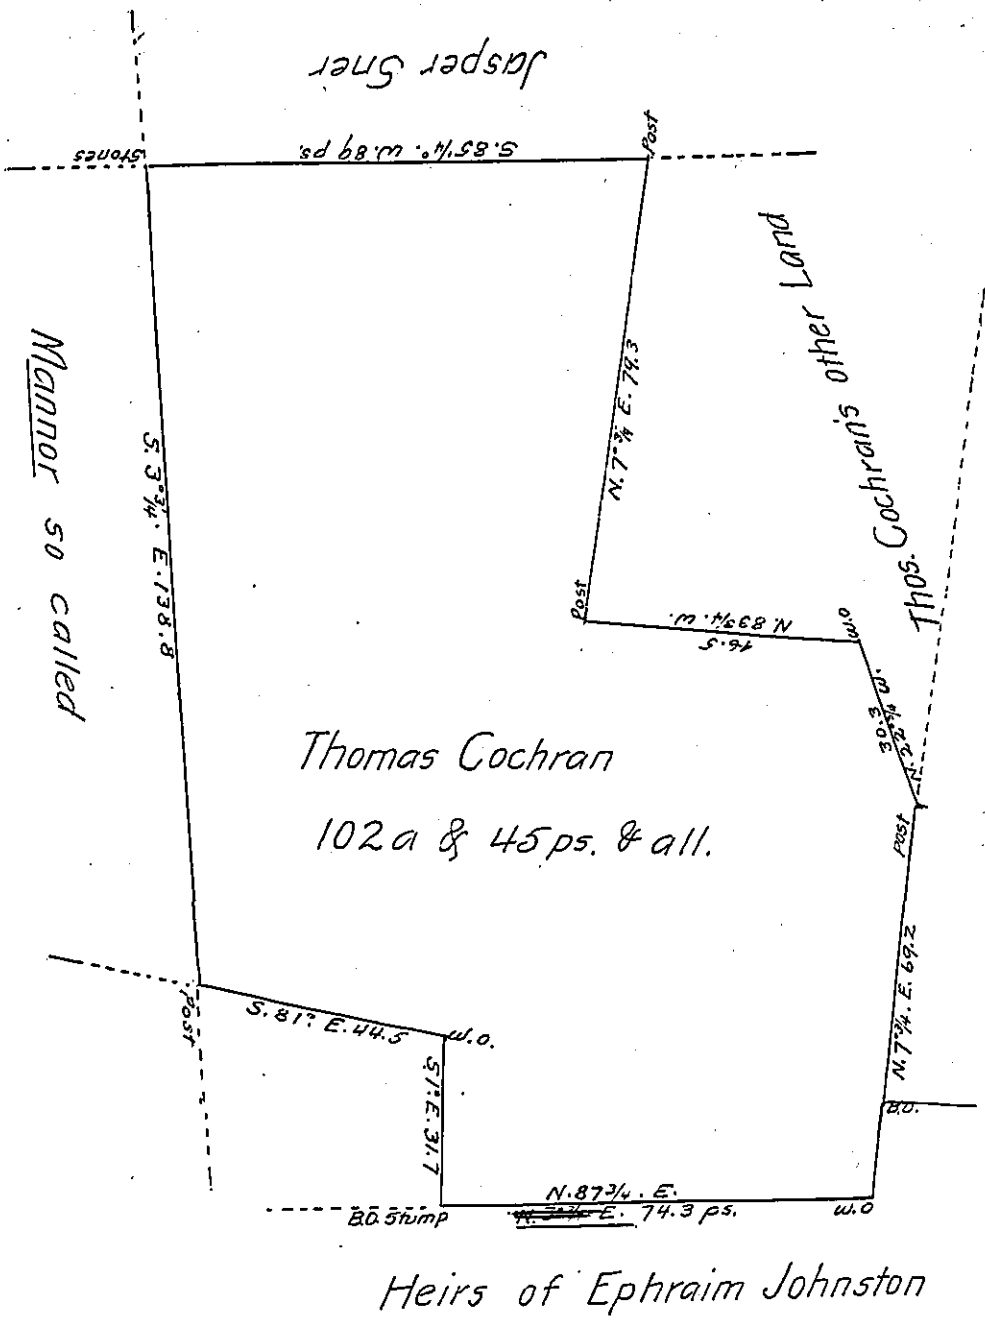 Jasper Sner
Stones
S. 85 1/4° W. 89 ps.
Post
Thos. Cochran's other Land
N. 7° 3/4 E. 79.3
Mannor so called
S. 3° 3/4. E. 138.8
Post
N. 83 3/4. W.
46.5
W.O
N. 22° 3/4 W.
30.3
Thomas Cochran
102a & 45 ps. & all.
Post
N. 7° 3/4. E. 69.2
Post
S. 81° E. 44.5
W.O.
S 1° E. 31.7
B.O.
N. 87 3/4. E.
B.O. Stump
E. 74.3 ps.
W.O
Heirs of Ephraim Johnston